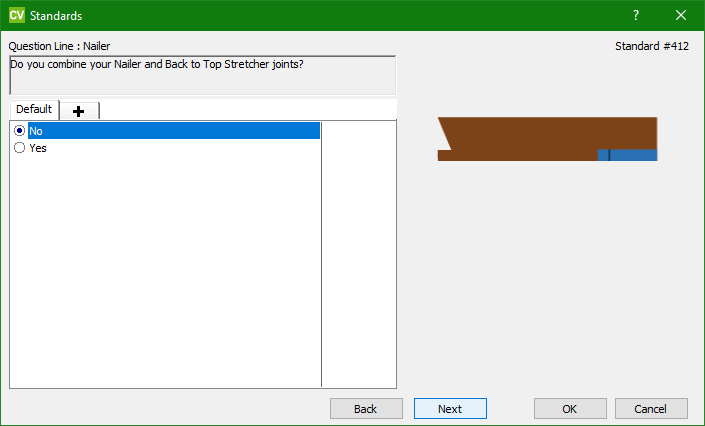 CV Standards ?
Question Line : Nailer Standard #412
Do you combine your Nailer and Back to Top Stretcher joints?
Default
No
Yes
Back Next OK Cancel